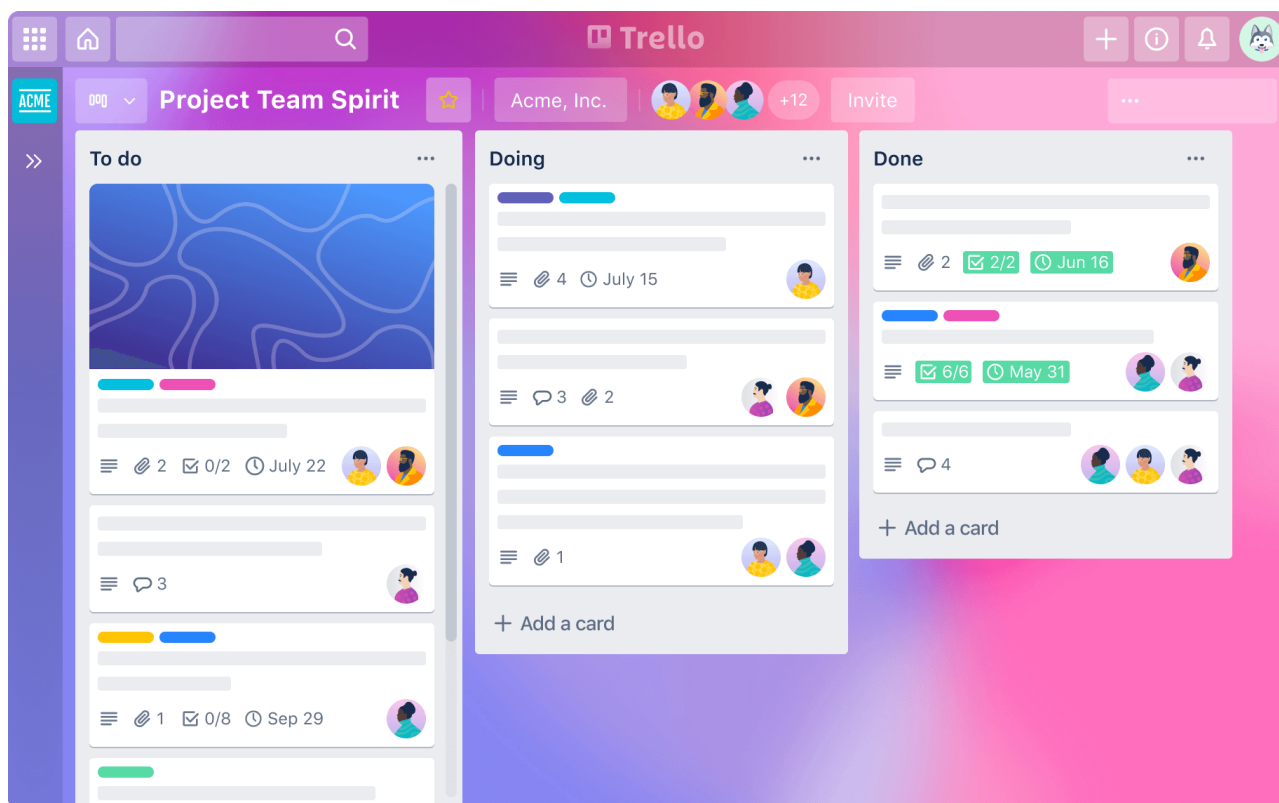 Trello
ACME
Project Team Spirit
Acme, Inc.
+12
Invite
To do
2 0/2 July 22
3
1 0/8 Sep 29
Doing
4 July 15
3 2
1
+ Add a card
Done
2 2/2 Jun 16
6/6 May 31
4
+ Add a card